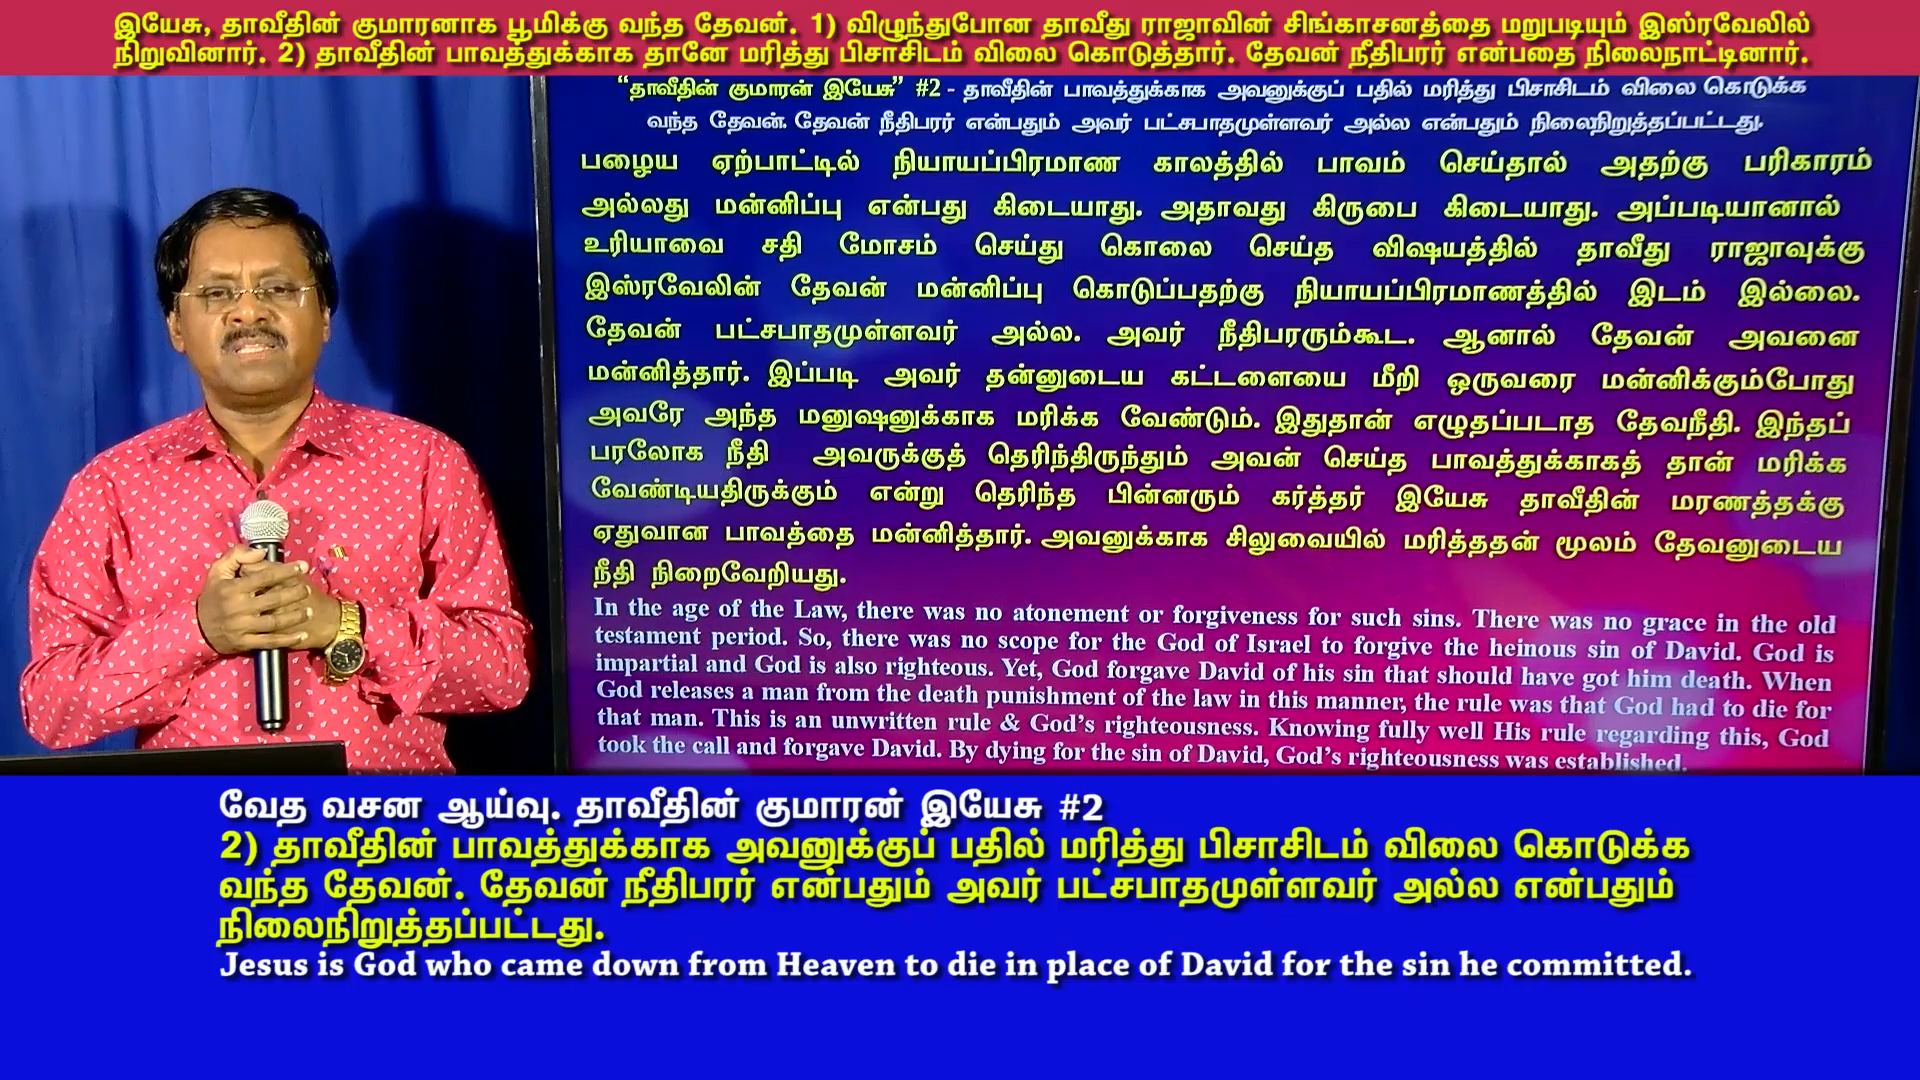 இயேசு, தாவீதின் குமாரனாக பூமிக்கு வந்த தேவன். 1) விழுந்துபோன தாவீது ராஜாவின் சிங்காசனத்தை மறுபடியும் இஸ்ரவேலில்
நிறுவினார். 2) தாவீதின் பாவத்துக்காக தானே மரித்து பிசாசிடம் விலை கொடுத்தார். தேவன் நீதிபரர் என்பதை நிலைநாட்டினார்.
“தாவீதின் குமாரன் இயேசு” #2 - தாவீதின் பாவத்துக்காக அவனுக்குப் பதில் மரித்து பிசாசிடம் விலை கொடுக்க
வந்த தேவன். தேவன் நீதிபரர் என்பதும் அவர் பட்சபாதமுள்ளவர் அல்ல என்பதும் நிலைநிறுத்தப்பட்டது.
பழைய ஏற்பாட்டில் நியாயப்பிரமாண காலத்தில் பாவம் செய்தால் அதற்கு பரிகாரம்
அல்லது மன்னிப்பு என்பது கிடையாது. அதாவது கிருபை கிடையாது. அப்படியானால்
உரியாவை சதி மோசம் செய்து கொலை செய்த விஷயத்தில் தாவீது ராஜாவுக்கு
இஸ்ரவேலின் தேவன் மன்னிப்பு கொடுப்பதற்கு நியாயப்பிரமாணத்தில் இடம் இல்லை.
தேவன் பட்சபாதமுள்ளவர் அல்ல. அவர் நீதிபரரும்கூட. ஆனால் தேவன் அவனை
மன்னித்தார். இப்படி அவர் தன்னுடைய கட்டளையை மீறி ஒருவரை மன்னிக்கும்போது
அவரே அந்த மனுஷனுக்காக மரிக்க வேண்டும். இதுதான் எழுதப்படாத தேவநீதி. இந்தப்
பரலோக நீதி அவருக்குத் தெரிந்திருந்தும் அவன் செய்த பாவத்துக்காகத் தான் மரிக்க
வேண்டியதிருக்கும் என்று தெரிந்த பின்னரும் கர்த்தர் இயேசு தாவீதின் மரணத்தக்கு
ஏதுவான பாவத்தை மன்னித்தார். அவனுக்காக சிலுவையில் மரித்ததன் மூலம் தேவனுடைய
நீதி நிறைவேறியது.
In the age of the Law, there was no atonement or forgiveness for such sins. There was no grace in the old
testament period. So, there was no scope for the God of Israel to forgive the heinous sin of David. God is
impartial and God is also righteous. Yet, God forgave David of his sin that should have got him death. When
God releases a man from the death punishment of the law in this manner, the rule was that God had to die for
that man. This is an unwritten rule & God’s righteousness. Knowing fully well His rule regarding this, God
took the call and forgave David. By dying for the sin of David, God’s righteousness was established.
வேத வசன ஆய்வு. தாவீதின் குமாரன் இயேசு #2
2) தாவீதின் பாவத்துக்காக அவனுக்குப் பதில் மரித்து பிசாசிடம் விலை கொடுக்க
வந்த தேவன். தேவன் நீதிபரர் என்பதும் அவர் பட்சபாதமுள்ளவர் அல்ல என்பதும்
நிலைநிறுத்தப்பட்டது.
Jesus is God who came down from Heaven to die in place of David for the sin he committed.